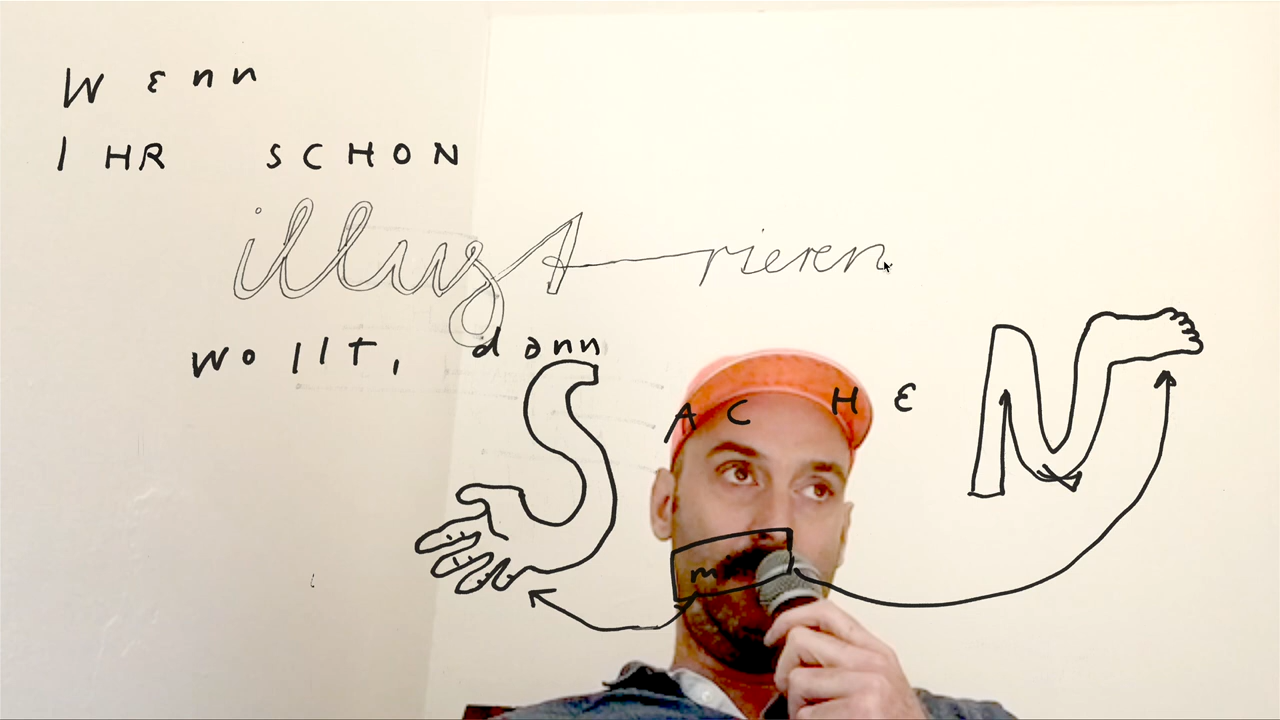 Wenn
IHR SCHON
illustrieren
wollt, dann
SACHEN